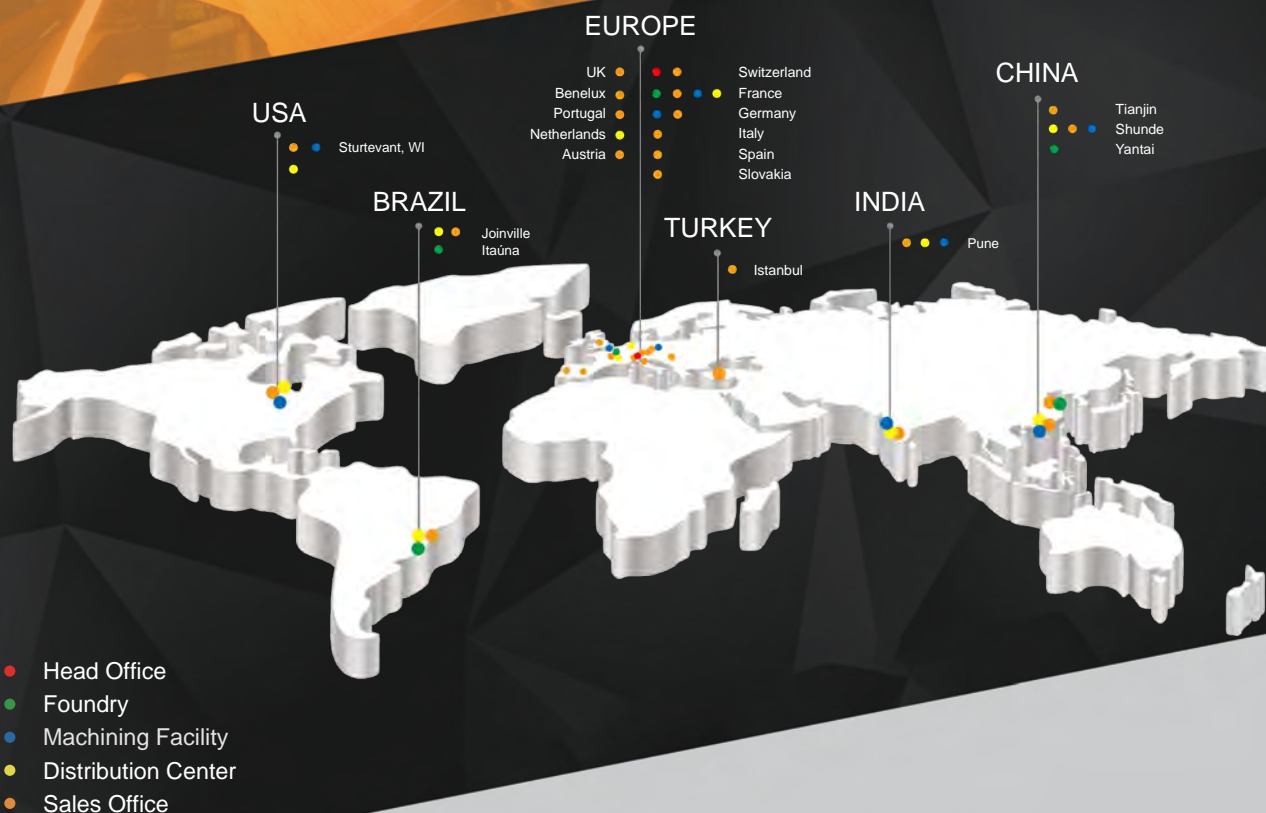 EUROPE
UK
Benelux
Portugal
Netherlands
Austria
Switzerland
France
Germany
Italy
Spain
Slovakia
CHINA
Tianjin
Shunde
Yantai
USA
Sturtevant, WI
BRAZIL
Joinville
Itaúna
TURKEY
Istanbul
INDIA
Pune
Head Office
Foundry
Machining Facility
Distribution Center
Sales Office